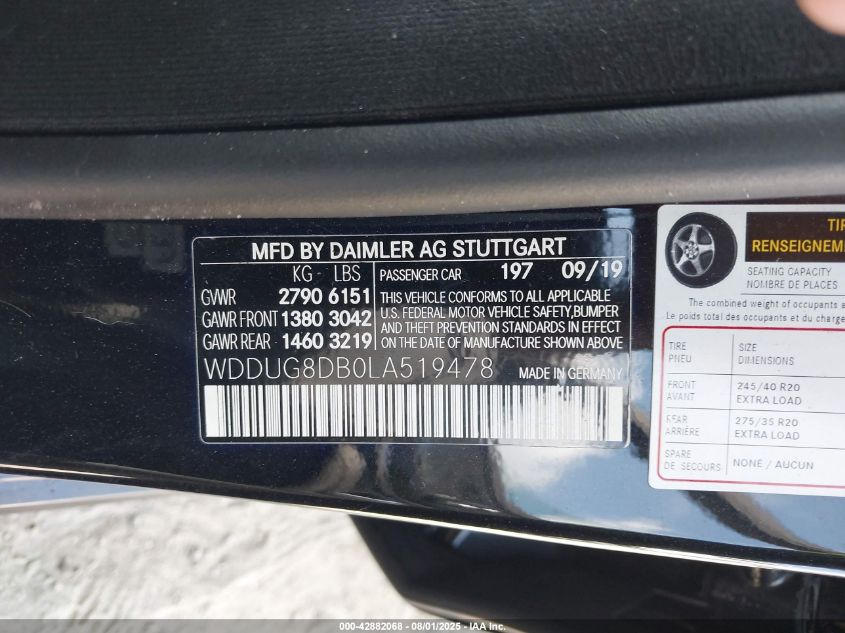 MFD BY DAIMLER AG STUTTGART
KG - LBS
GVWR 2790 6151
GAWR FRONT 1380 3042
GAWR REAR 1460 3219
PASSENGER CAR 197 09/19
THIS VEHICLE CONFORMS TO ALL APPLICABLE
U.S. FEDERAL MOTOR VEHICLE SAFETY,BUMPER
AND THEFT PREVENTION STANDARDS IN EFFECT
ON THE DATE OF MANUFACTURE SHOWN ABOVE
WDDUG8DB0LA519478 MADE IN GERMANY
TIR
RENSEIGNEM
SEATING CAPACITY
NOMBRE DE PLACES
The combined weight of occupants a
Le poids total des occupants et du charge
TIRE SIZE
PNEU DIMENSIONS
FRONT 245/40 R20
AVANT EXTRA LOAD
REAR 275/35 R20
ARRIÈRE EXTRA LOAD
SPARE
DE SECOURS NONE / AUCUN
000-42882068 - 08/01/2025 - IAA Inc.